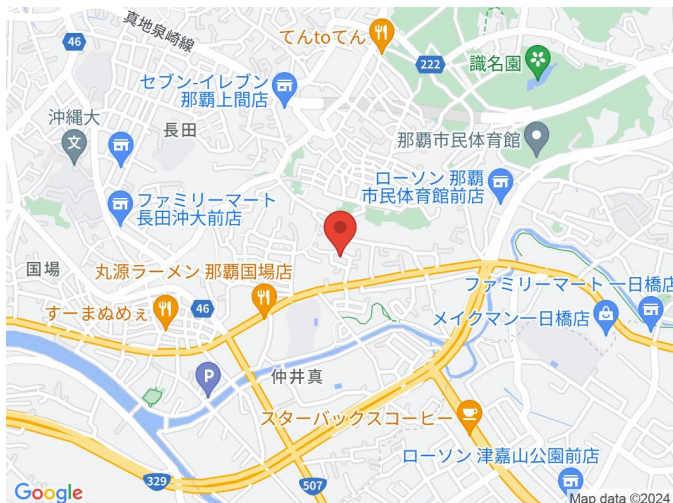 真地泉崎線
46
てんtoてん
222
識名園
セブン-イレブン
那覇上間店
沖縄大
長田
那覇市民体育館
ローソン 那覇
市民体育館前店
ファミリーマート
長田沖大前店
国場
丸源ラーメン 那覇国場店
ファミリーマート 一日橋店
すーまぬめぇ
46
メイクマン一日橋店
P
仲井真
スターバックスコーヒー
329
507
ローソン 津嘉山公園前店
Google
Map data ©2024